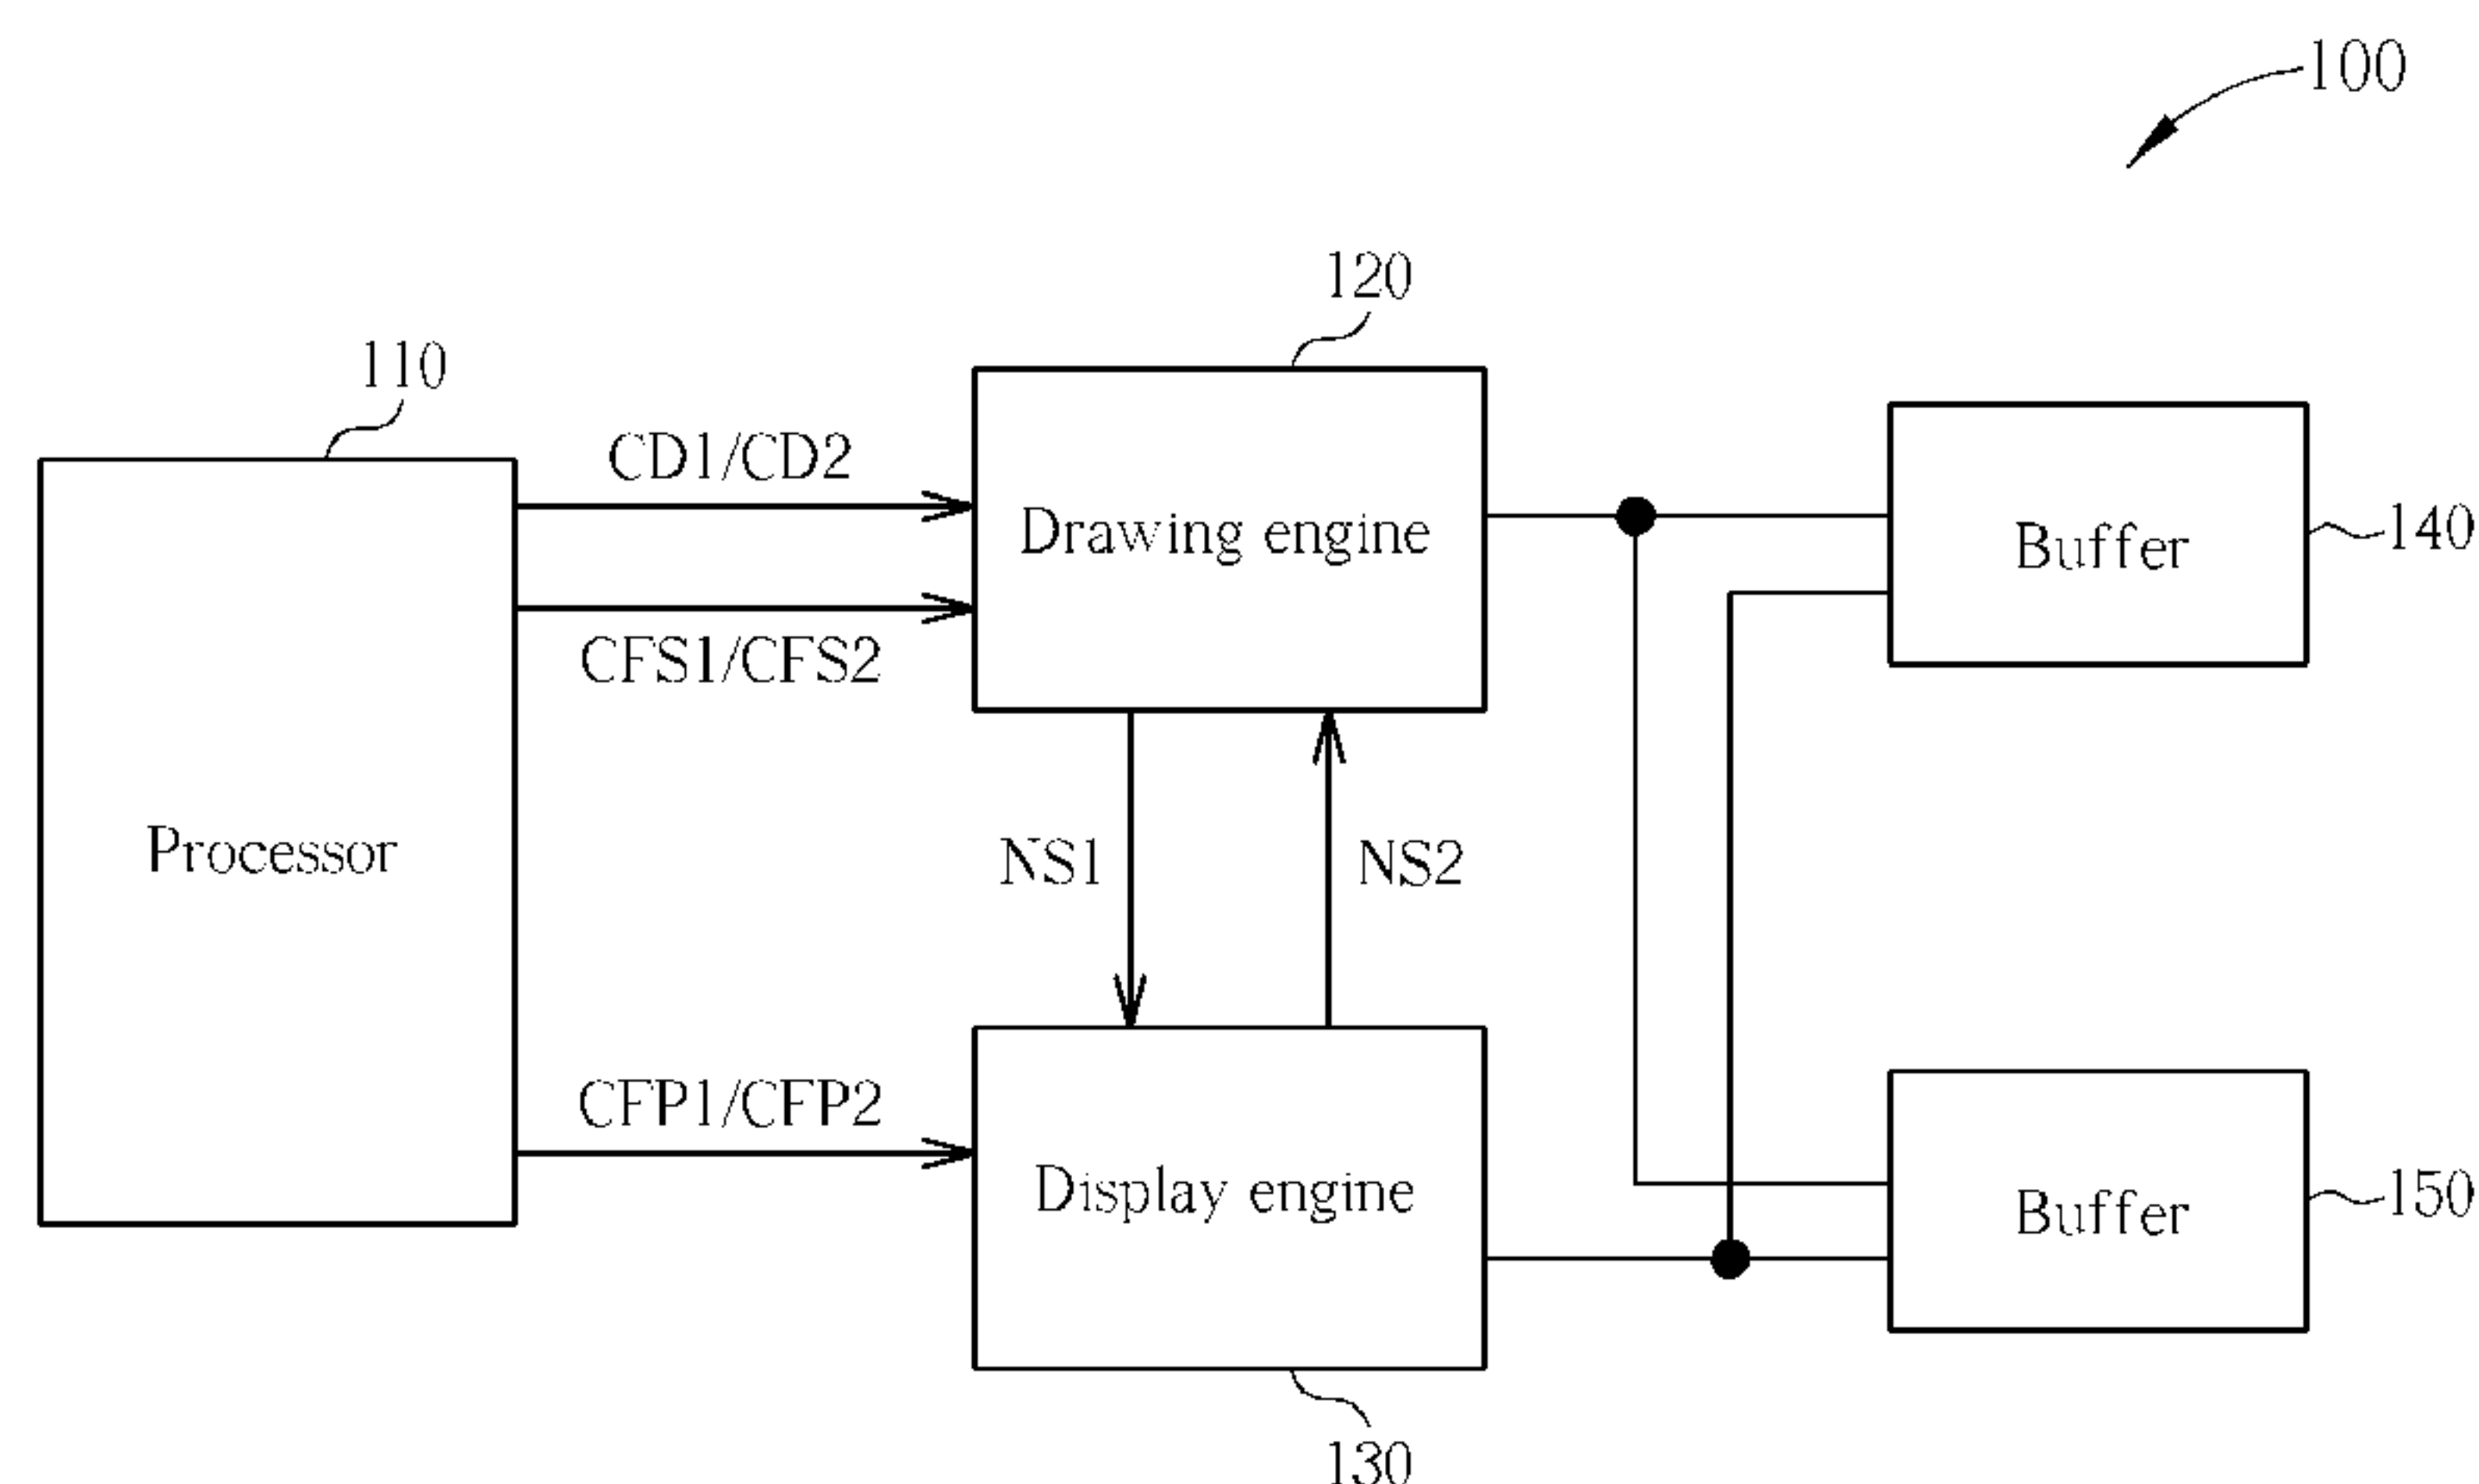 100
120
110
CD1/CD2
Drawing engine
Buffer
140
CFS1/CFS2
Processor
NS1
NS2
CFP1/CFP2
Display engine
Buffer
150
130